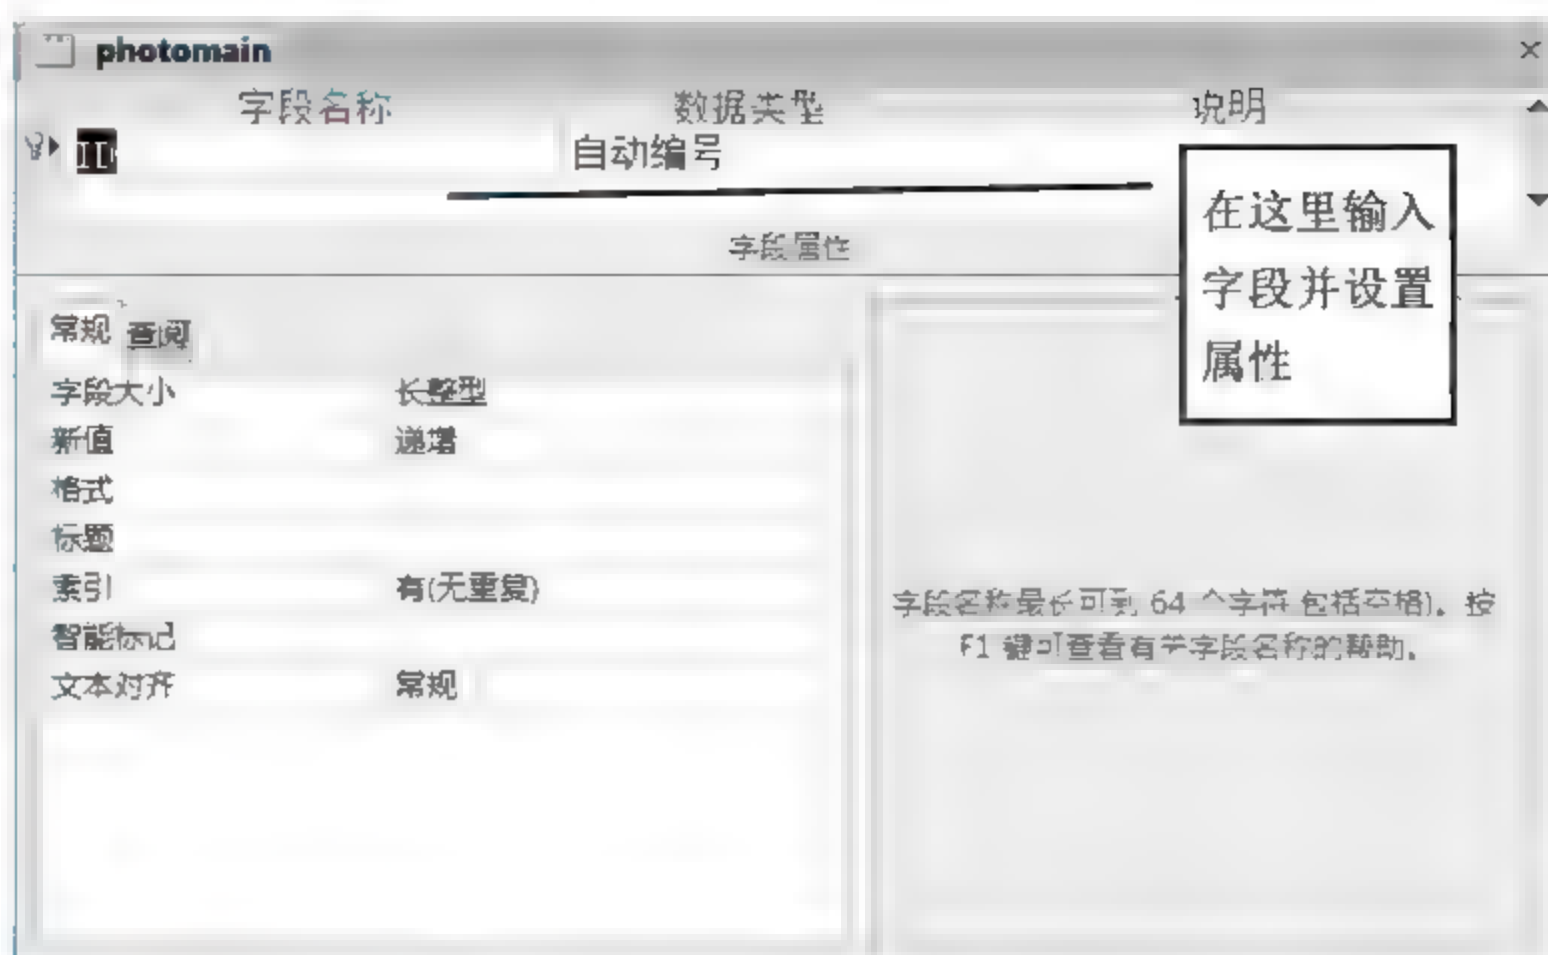 photomain
字段名称 数据类型 说明
ID 自动编号
在这里输入
字段并设置
属性
字段属性
常规 查阅
字段大小 长整型
新值 递增
格式
标题
索引 有(无重复)
智能标记
文本对齐 常规
字段名称最长可到 64 个字符(包括空格)。按
F1 键可查看有关字段名称的帮助。